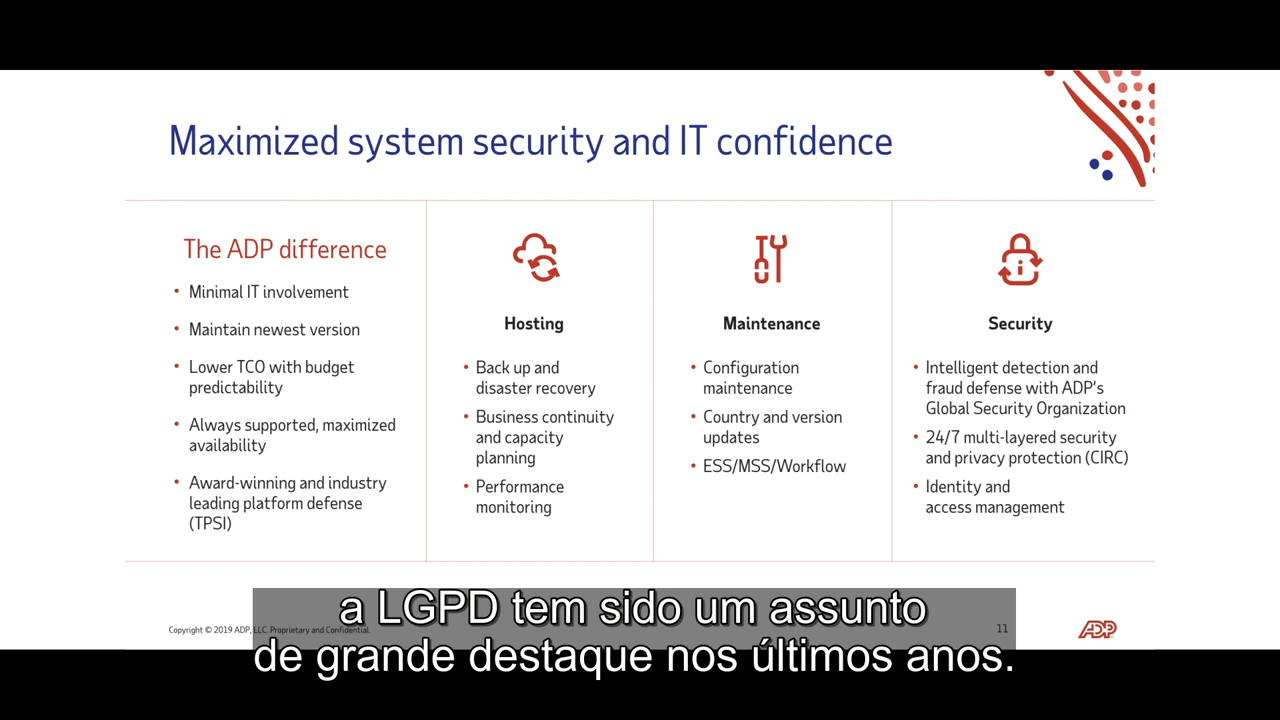 Maximized system security and IT confidence
The ADP difference
• Minimal IT involvement
• Maintain newest version
• Lower TCO with budget
predictability
• Always supported, maximized
availability
• Award-winning and industry
leading platform defense
(TPSI)
Hosting
• Back up and
disaster recovery
• Business continuity
and capacity
planning
• Performance
monitoring
Maintenance
• Configuration
maintenance
• Country and version
updates
• ESS/MSS/Workflow
Security
• Intelligent detection and
fraud defense with ADP's
Global Security Organization
• 24/7 multi-layered security
and privacy protection (CIRC)
• Identity and
access management
a LGPD tem sido um assunto
de grande destaque nos últimos anos.
Copyright © 2019 ADP, LLC. Proprietary and Confidential.
11
ADP